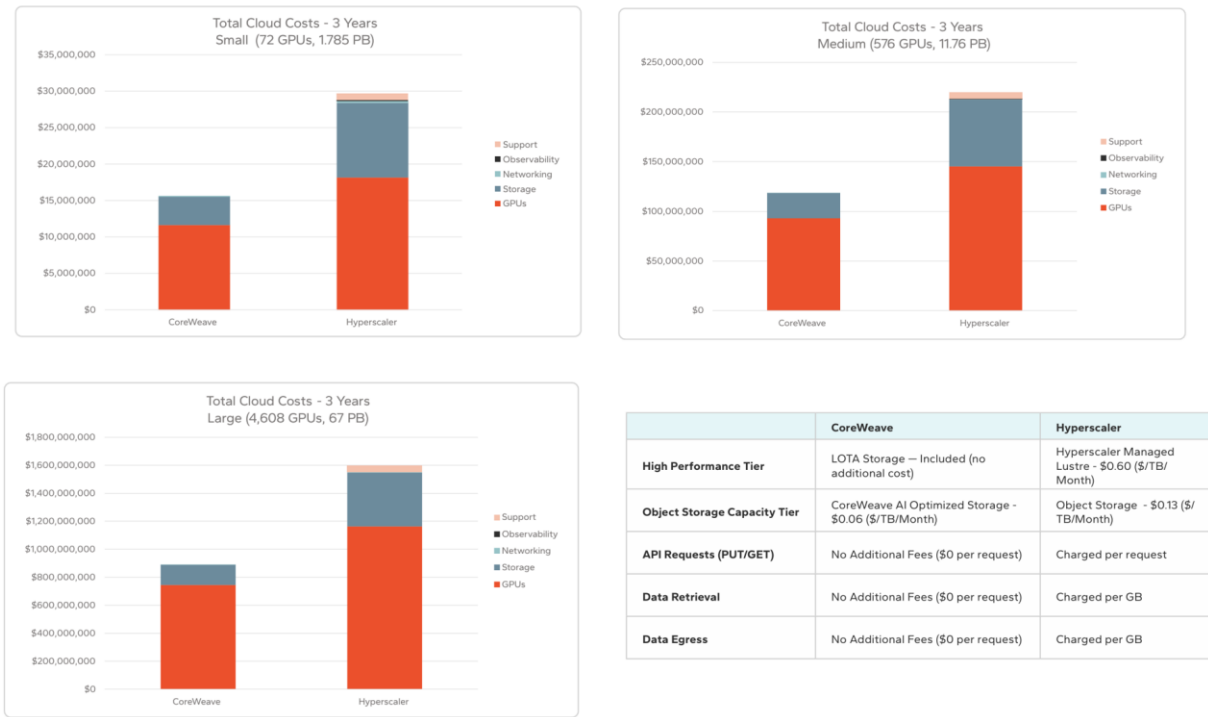 Total Cloud Costs - 3 Years
Small (72 GPUs, 1.785 PB)
$35,000,000
$30,000,000
$25,000,000
$20,000,000
$15,000,000
$10,000,000
$5,000,000
$0
CoreWeave
Hyperscaler
Support
Observability
Networking
Storage
GPUs
Total Cloud Costs - 3 Years
Medium (576 GPUs, 11.76 PB)
$250,000,000
$200,000,000
$150,000,000
$100,000,000
$50,000,000
$0
CoreWeave
Hyperscaler
Support
Observability
Networking
Storage
GPUs
Total Cloud Costs - 3 Years
Large (4,608 GPUs, 67 PB)
$1,800,000,000
$1,600,000,000
$1,400,000,000
$1,200,000,000
$1,000,000,000
$800,000,000
$600,000,000
$400,000,000
$200,000,000
$0
CoreWeave
Hyperscaler
Support
Observability
Networking
Storage
GPUs
CoreWeave
Hyperscaler
High Performance Tier
LOTA Storage — Included (no
additional cost)
Hyperscaler Managed
Lustre - $0.60 ($/TB/
Month)
Object Storage Capacity Tier
CoreWeave AI Optimized Storage -
$0.06 ($/TB/Month)
Object Storage - $0.13 ($/
TB/Month)
API Requests (PUT/GET)
No Additional Fees ($0 per request)
Charged per request
Data Retrieval
No Additional Fees ($0 per request)
Charged per GB
Data Egress
No Additional Fees ($0 per request)
Charged per GB